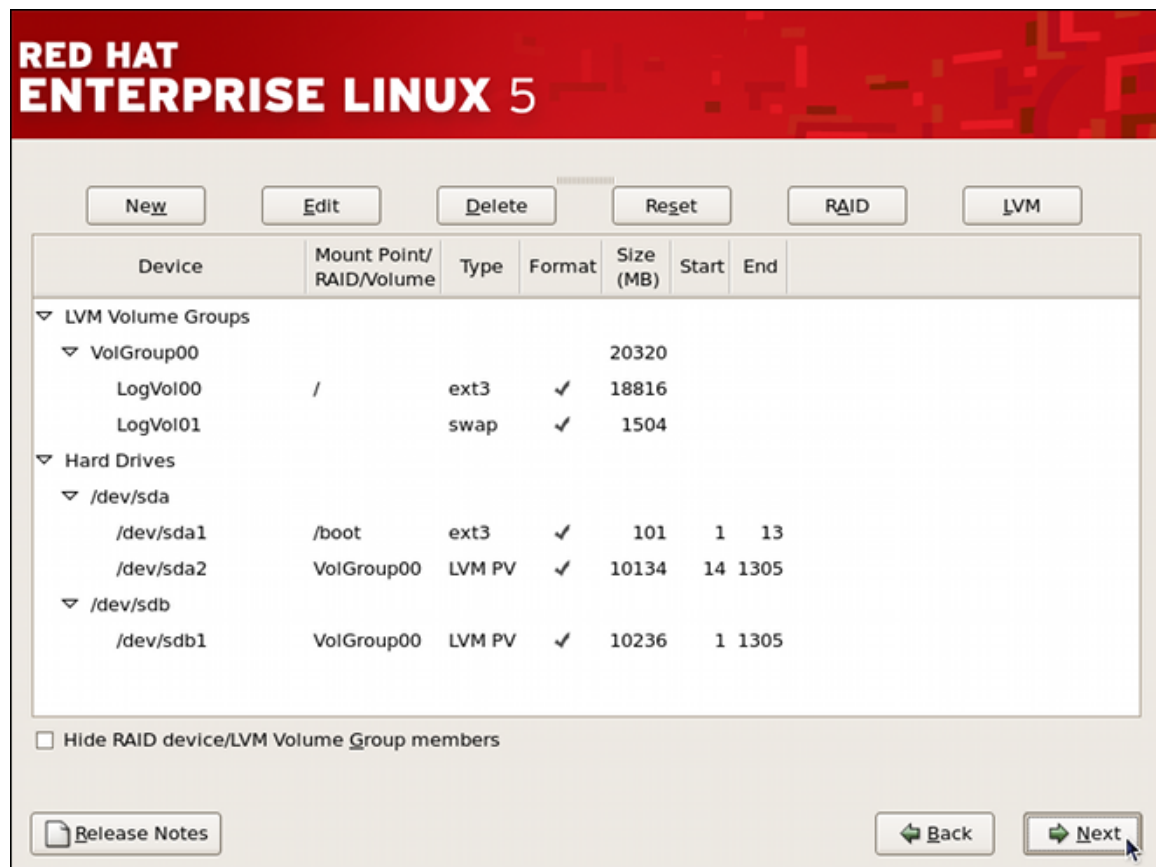 RED HAT
ENTERPRISE LINUX 5
New Edit Delete Reset RAID LVM
Device Mount Point/ RAID/Volume Type Format Size (MB) Start End
LVM Volume Groups
VolGroup00 20320
LogVol00 / ext3 ✓ 18816
LogVol01 swap ✓ 1504
Hard Drives
/dev/sda
/dev/sda1 /boot ext3 ✓ 101 1 13
/dev/sda2 VolGroup00 LVM PV ✓ 10134 14 1305
/dev/sdb
/dev/sdb1 VolGroup00 LVM PV ✓ 10236 1 1305
Hide RAID device/LVM Volume Group members
Release Notes Back Next